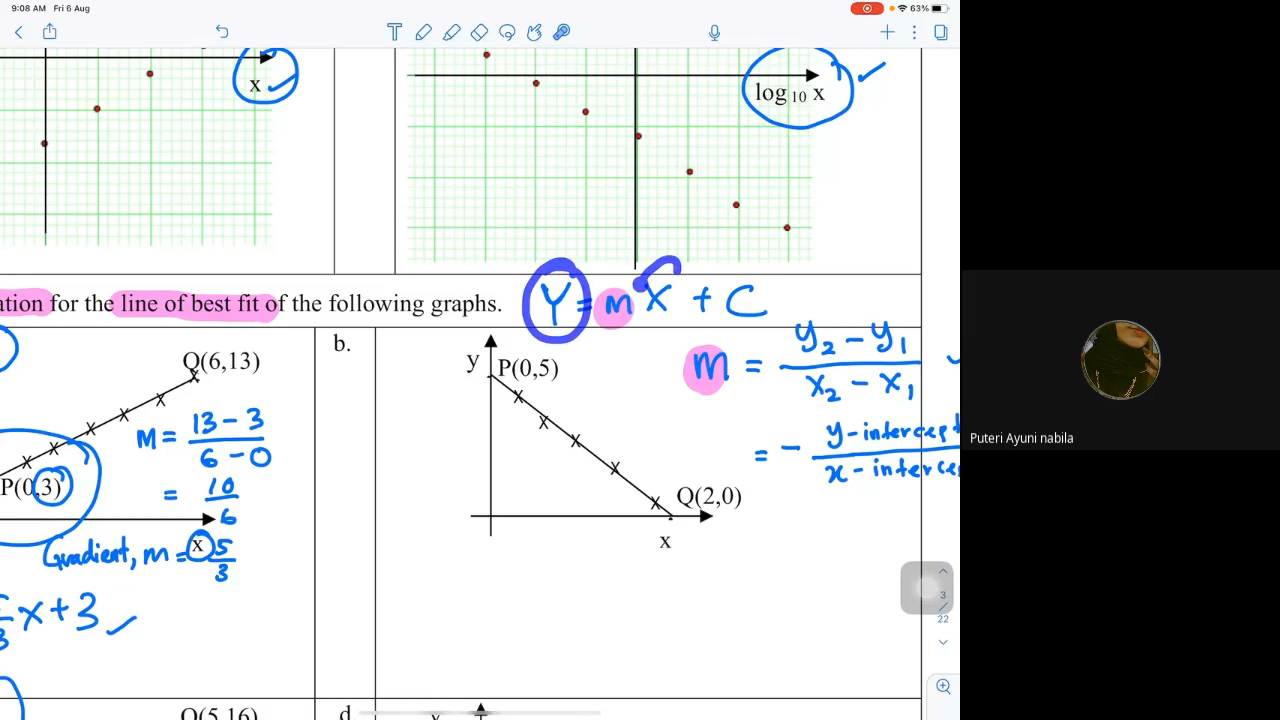 9:08 AM Fri 6 Aug
63%
x
log 10 x
ation for the line of best fit of the following graphs. Y = mX + C
Q(6,13)
M = 13 - 3 / 6 - 0
= 10 / 6
P(0,3)
x
Gradient, m = 5 / 3
x + 3
b.
y
P(0,5)
Q(2,0)
x
m = y2 - y1 / x2 - x1
= - y-intercept / x-interce
3
/
22
Q(5,16)
d
y
Puteri Ayuni nabila